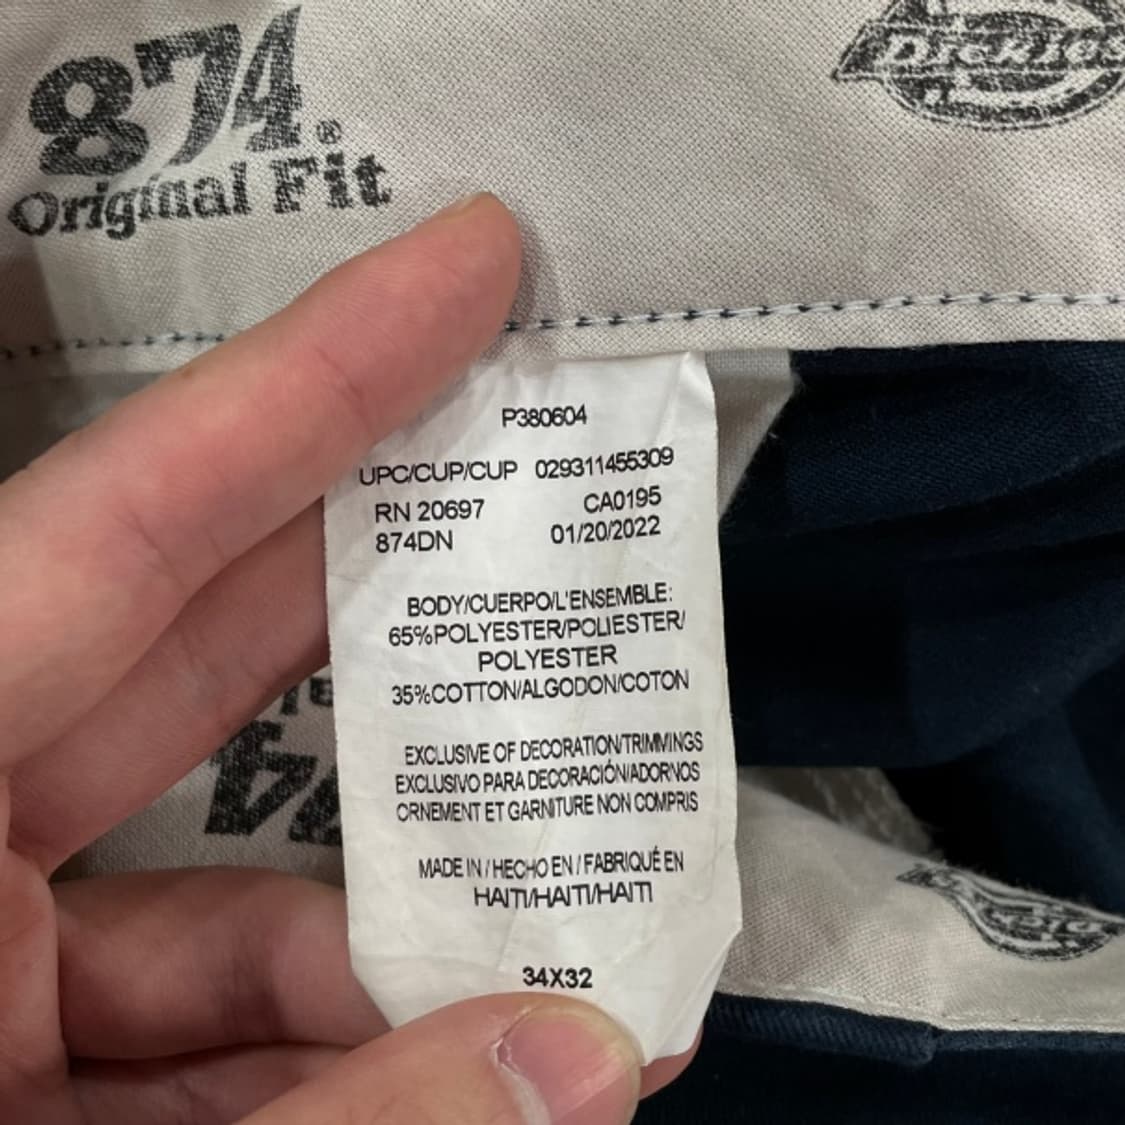 874®
Original Fit
Dickies
P380604
UPC/CUP/CUP 029311455309
RN 20697 CA0195
874DN 01/20/2022
BODY/CUERPO/L'ENSEMBLE:
65%POLYESTER/POLIESTER/
POLYESTER
35%COTTON/ALGODON/COTON
EXCLUSIVE OF DECORATION/TRIMMINGS
EXCLUSIVO PARA DECORACIÓN/ADORNOS
ORNEMENT ET GARNITURE NON COMPRIS
MADE IN / HECHO EN / FABRIQUÉ EN
HAITI/HAITI/HAITI
34X32